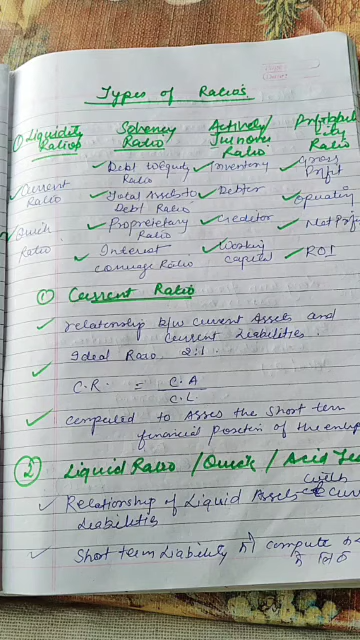 Types of Ratios
① Liquidity Ratios
Solvency Ratio
Activity/ Turnover Ratio
Profitability Ratio
✓ Current Ratio
✓ Quick Ratio
✓ Debt to equity Ratio
✓ Total Assets to Debt Ratio
✓ Proprietary Ratio
✓ Interest coverage Ratio
✓ Inventory
✓ Debtor
✓ Creditor
✓ Working capital
✓ Gross Profit
✓ Operating
✓ Net Profi
✓ ROI
① Current Ratio
✓ relationship b/w current Assets and
current Liabilities.
✓ Ideal Ratio 2:1.
C.R. = C.A / C.L.
✓ computed to Asses the short term
financial position of the enterp
② Liquid Ratio / Quick / Acid Tes
✓ Relationship of Liquid Assets with curr
Liabilities
✓ Short term Liability को compute